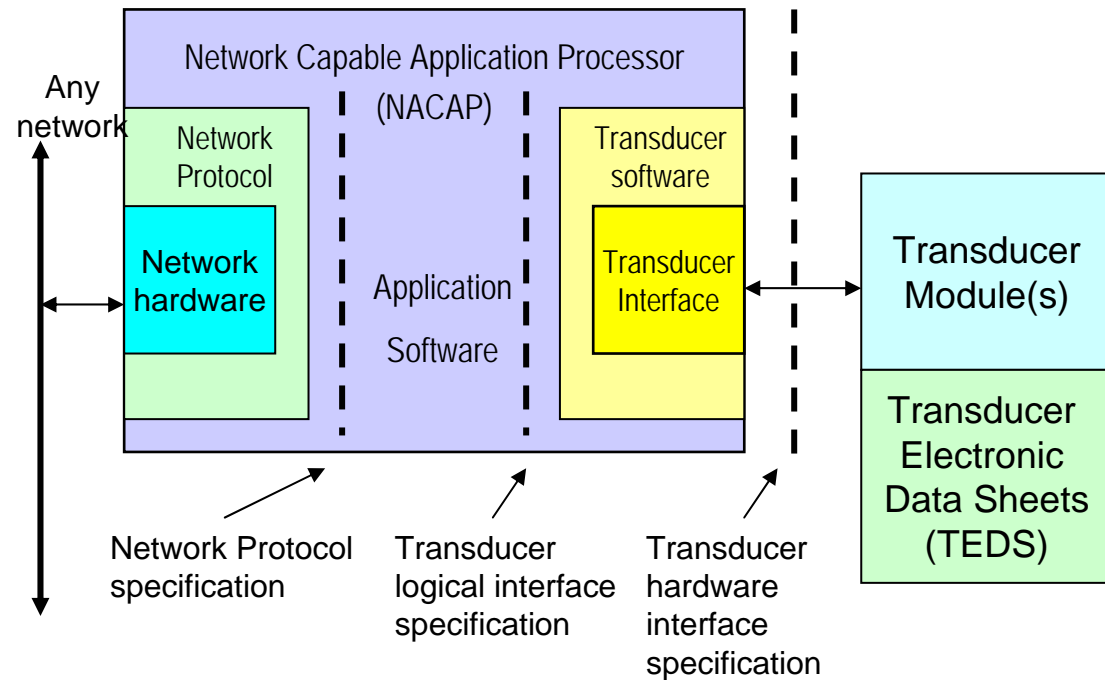 Network Capable Application Processor
(NACAP)
Any
network
Network
Protocol
Network
hardware
Application
Software
Transducer
software
Transducer
Interface
Transducer
Module(s)
Transducer
Electronic
Data Sheets
(TEDS)
Network Protocol
specification
Transducer
logical interface
specification
Transducer
hardware
interface
specification